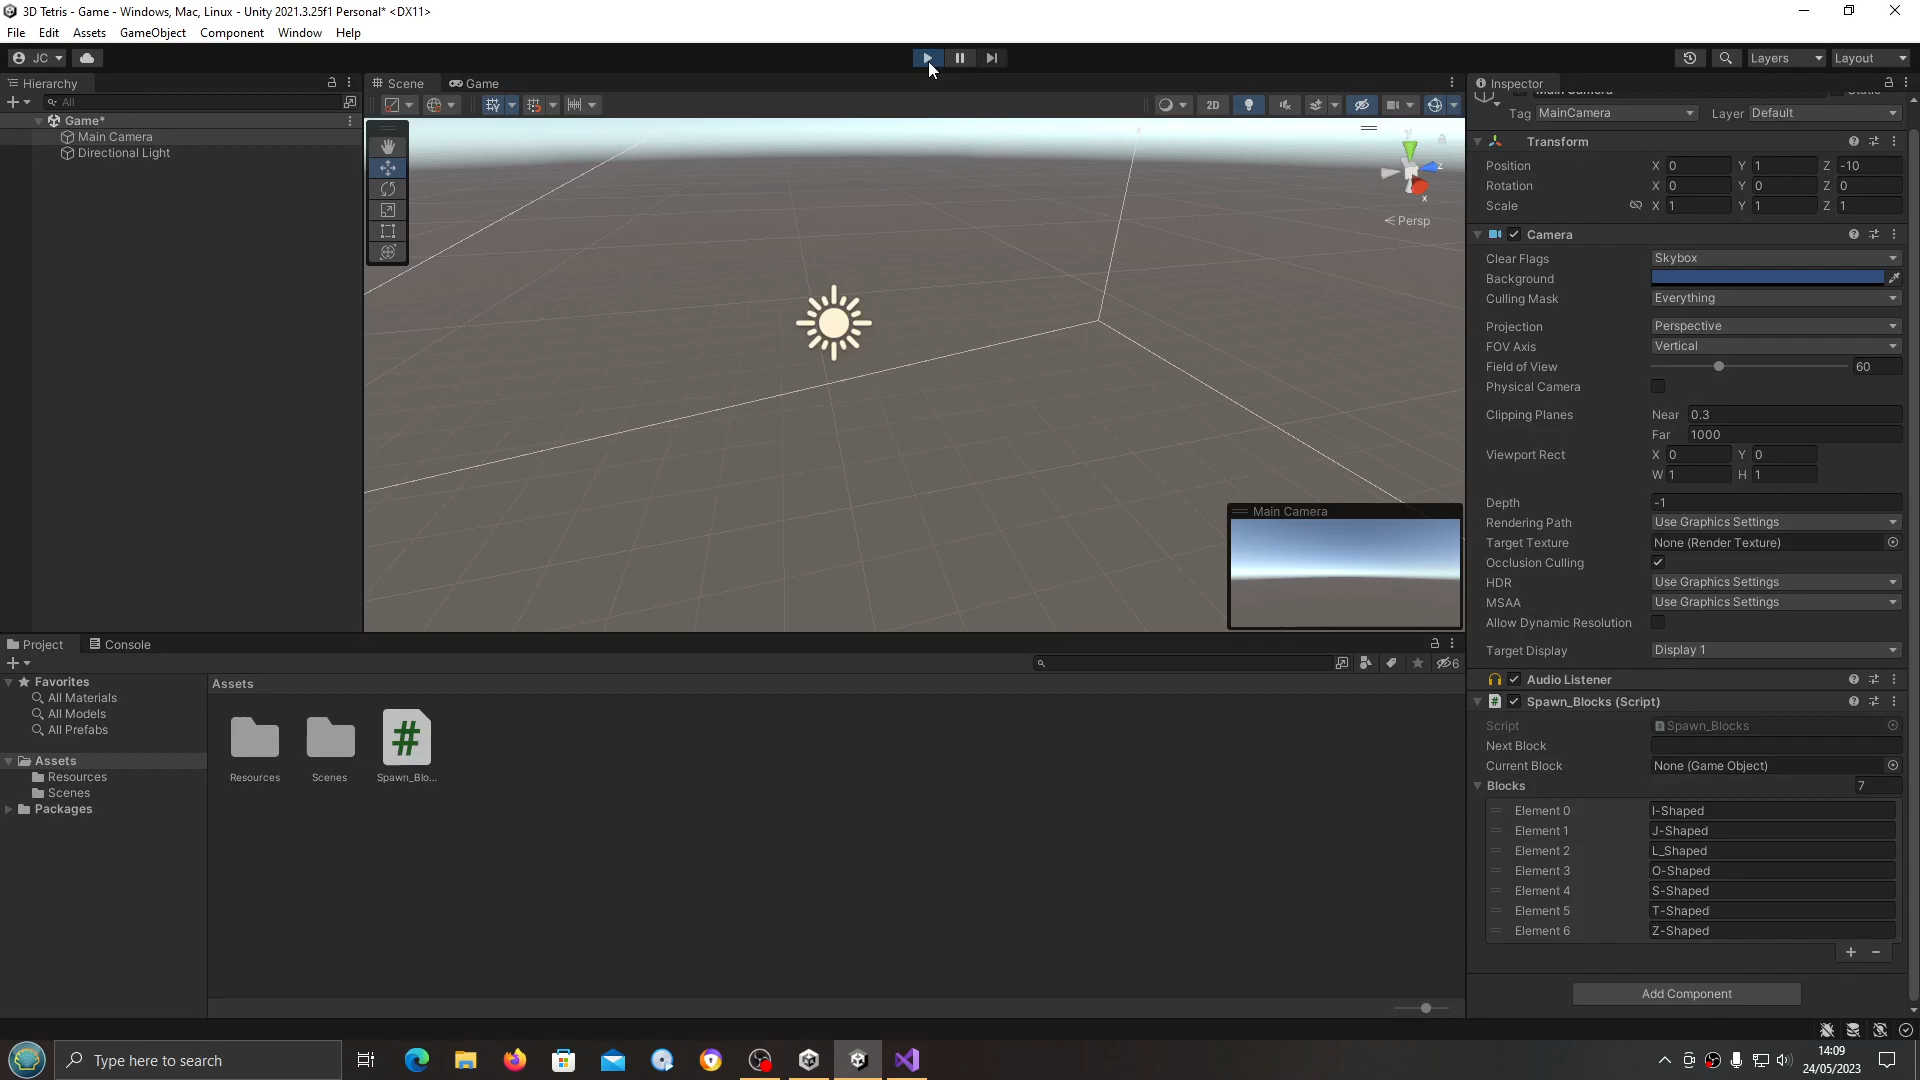 3D Tetris - Game - Windows, Mac, Linux - Unity 2021.3.25f1 Personal* <DX11>
File Edit Assets GameObject Component Window Help
JC
Layers
Layout
Hierarchy
All
Game*
Main Camera
Directional Light
Scene
Game
2D
y
z
x
Persp
Main Camera
Inspector
Tag MainCamera Layer Default
Transform
Position X 0 Y 1 Z -10
Rotation X 0 Y 0 Z 0
Scale X 1 Y 1 Z 1
Camera
Clear Flags Skybox
Background
Culling Mask Everything
Projection Perspective
FOV Axis Vertical
Field of View 60
Physical Camera
Clipping Planes Near 0.3
Far 1000
Viewport Rect X 0 Y 0
W 1 H 1
Depth -1
Rendering Path Use Graphics Settings
Target Texture None (Render Texture)
Occlusion Culling
HDR Use Graphics Settings
MSAA Use Graphics Settings
Allow Dynamic Resolution
Target Display Display 1
Audio Listener
Spawn_Blocks (Script)
Script Spawn_Blocks
Next Block
Current Block None (Game Object)
Blocks 7
Element 0 I-Shaped
Element 1 J-Shaped
Element 2 L_Shaped
Element 3 O-Shaped
Element 4 S-Shaped
Element 5 T-Shaped
Element 6 Z-Shaped
Add Component
Project
Console
6
Favorites
All Materials
All Models
All Prefabs
Assets
Resources
Scenes
Packages
Assets
Resources
Scenes
Spawn_Blo...
Type here to search
14:09
24/05/2023